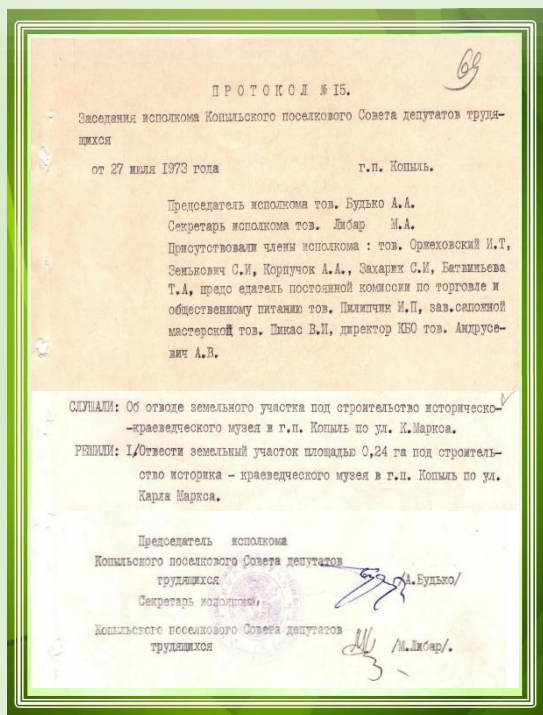 69
ПРОТОКОЛ № 15.
Заседания исполкома Копыльского поселкового Совета депутатов трудя-
щихся
от 27 июля 1973 года г.п. Копыль.
Председатель исполкома тов. Будько А.А.
Секретарь исполкома тов. Либар М.А.
Присутствовали члены исполкома : тов. Оржеховский И.Т,
Зенькович С.И, Корпучок А.А., Захарик С.И, Батвиньева
Т.А, предс едатель постоянной комиссии по торговле и
общественному питанию тов. Пилипчик И.П, зав.сапожной
мастерской тов. Пикас В.И, директор КБО тов. Андрусе-
вич А.В.
СЛУШАЛИ: Об отводе земельного участка под строительство историческо-
-краеведческого музея в г.п. Копыль по ул. К.Маркса.
РЕШИЛИ: I/Отвести земельный участок площадью 0,24 га под строитель-
ство историка - краеведческого музея в г.п. Копыль по ул.
Карла Маркса.
Председатель исполкома
Копыльского поселкового Совета депутатов
трудящихся /А.Будько/
Секретарь исполкома,
Копыльского поселкового Совета депутатов
трудящихся /М.Либар/.